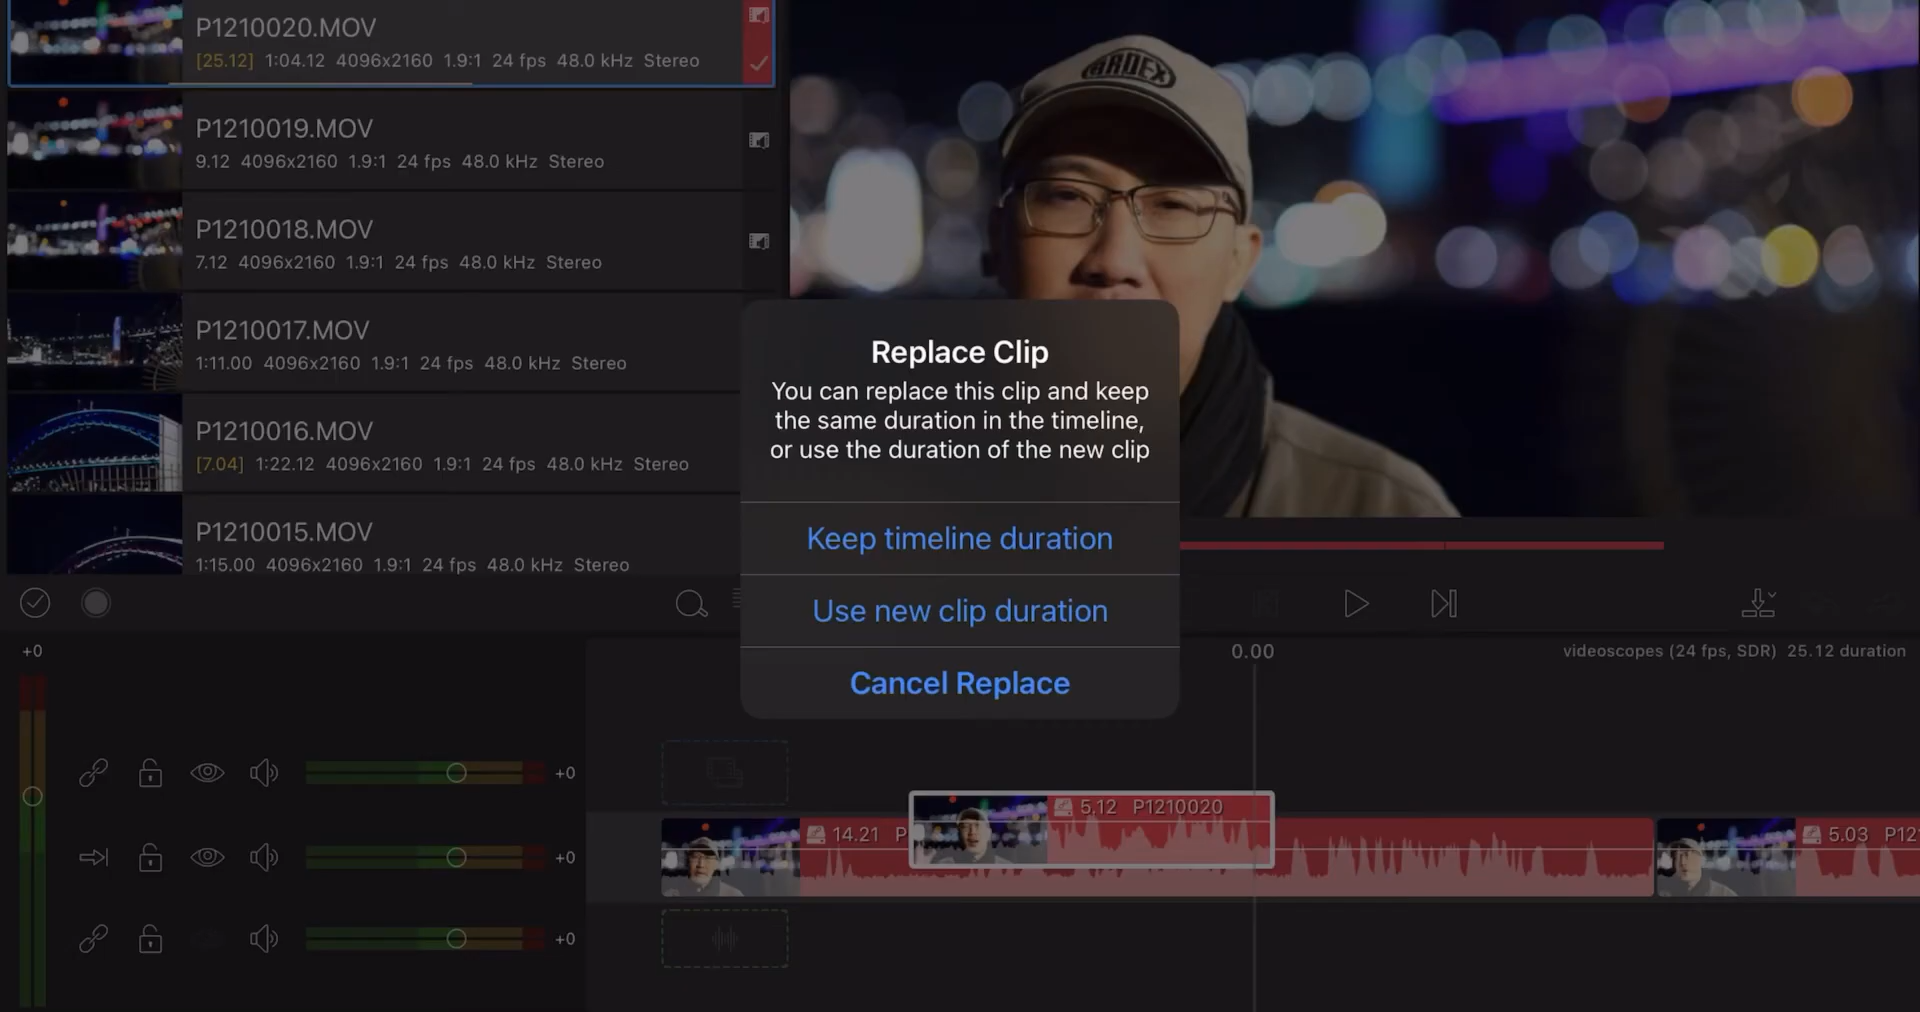 P1210020.MOV
[25.12] 1:04.12 4096x2160 1.9:1 24 fps 48.0 kHz Stereo
P1210019.MOV
9.12 4096x2160 1.9:1 24 fps 48.0 kHz Stereo
P1210018.MOV
7.12 4096x2160 1.9:1 24 fps 48.0 kHz Stereo
P1210017.MOV
1:11.00 4096x2160 1.9:1 24 fps 48.0 kHz Stereo
P1210016.MOV
[7.04] 1:22.12 4096x2160 1.9:1 24 fps 48.0 kHz Stereo
P1210015.MOV
1:15.00 4096x2160 1.9:1 24 fps 48.0 kHz Stereo
Replace Clip
You can replace this clip and keep
the same duration in the timeline,
or use the duration of the new clip
Keep timeline duration
Use new clip duration
Cancel Replace
+0
0.00
videoscopes (24 fps, SDR) 25.12 duration
+0
5.12 P1210020
14.21 P
5.03 P12
+0
+0